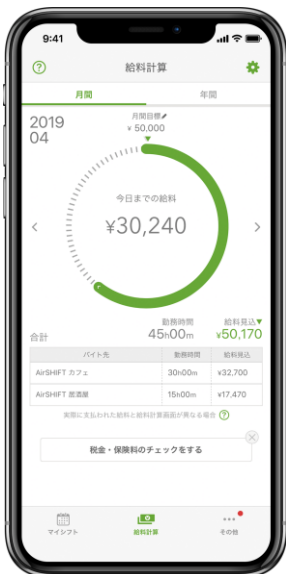 9:41
給料計算
月間 年間
2019
04
月間目標
¥ 50,000
今日までの給料
¥30,240
勤務時間 給料見込▼
合計 45h00m ¥50,170
バイト先 勤務時間 給料見込
AirSHIFT カフェ 30h00m ¥32,700
AirSHIFT 居酒屋 15h00m ¥17.470
実際に支払われた給料と給料計算画面が異なる場合 ?
税金・保険料のチェックをする
マイシフト 給料計算 その他